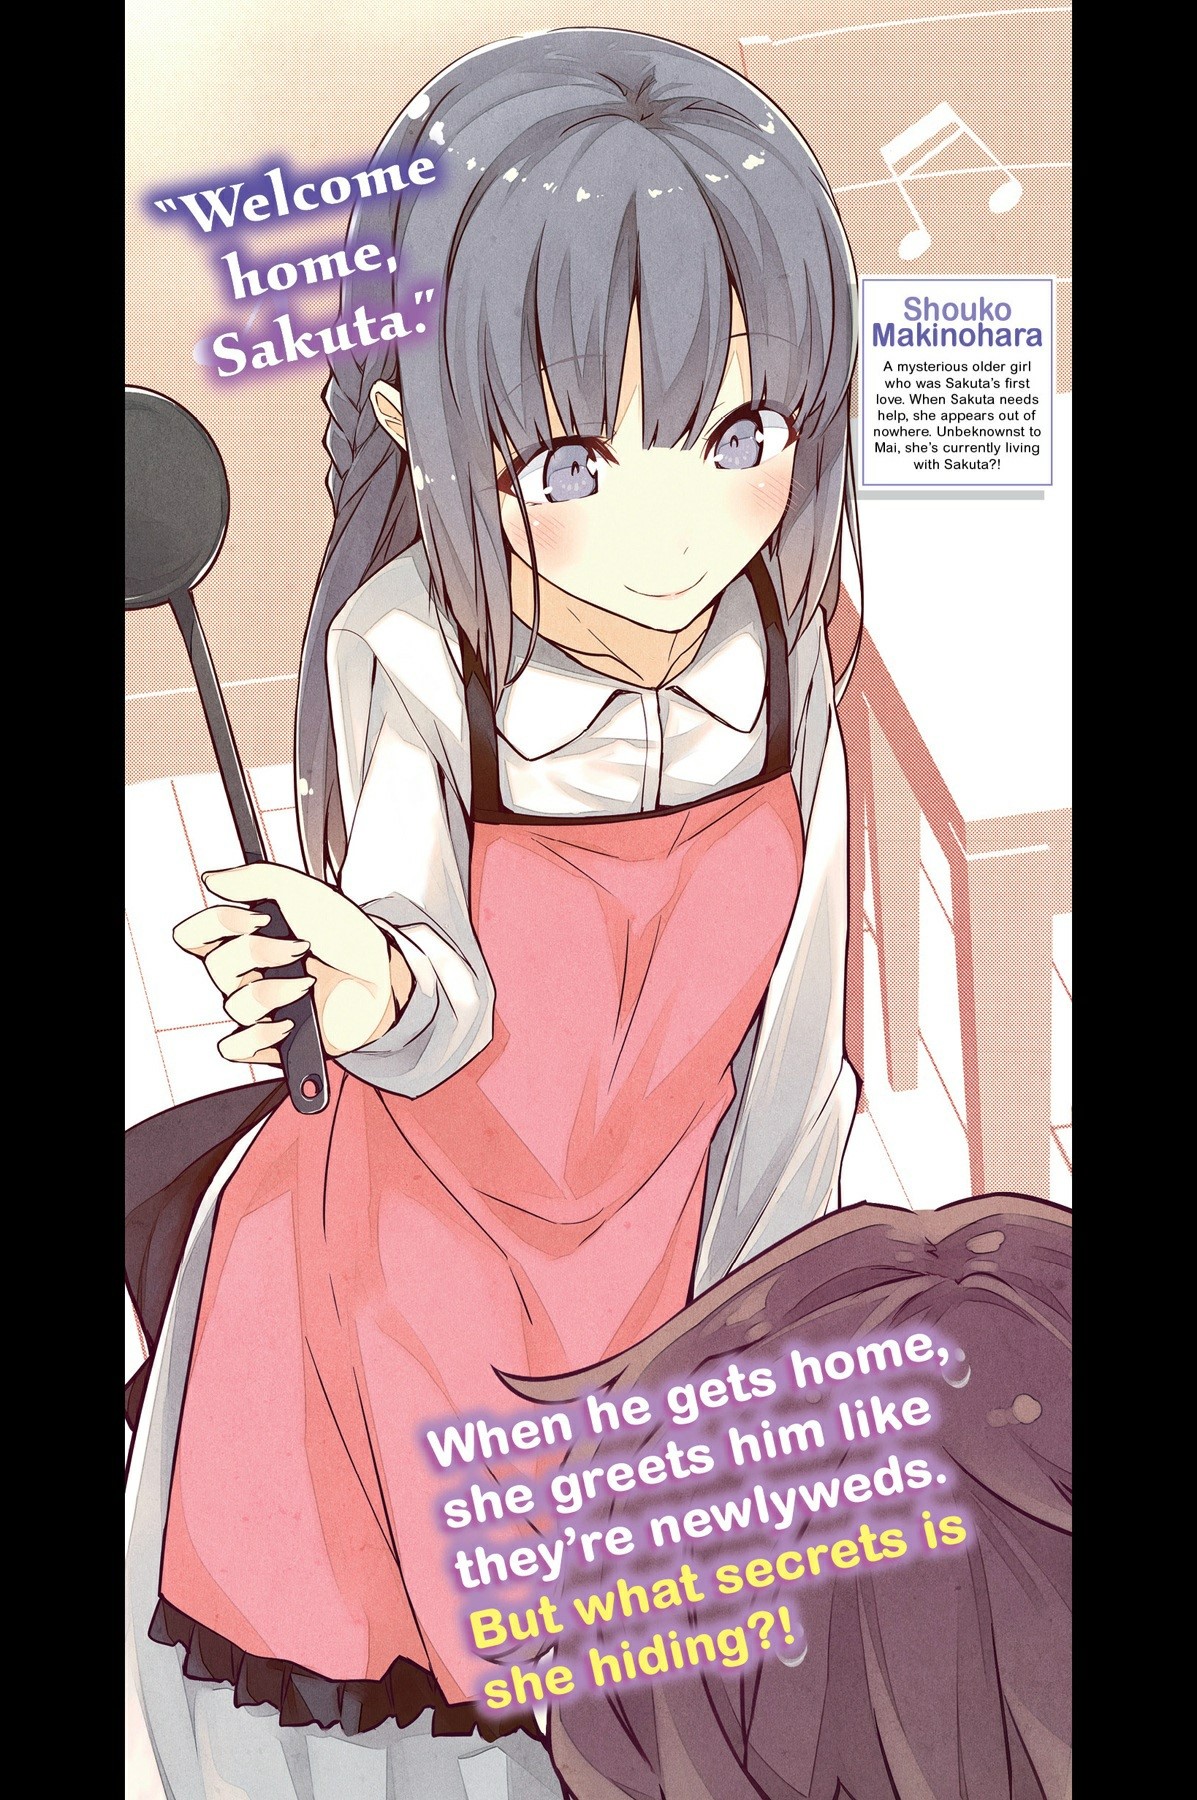 “Welcome
home,
Sakuta.”
Shouko
Makinohara
A mysterious older girl
who was Sakuta’s first
love. When Sakuta needs
help, she appears out of
nowhere. Unbeknownst to
Mai, she’s currently living
with Sakuta?!
When he gets home,
she greets him like
they’re newlyweds.
But what secrets is
she hiding?!